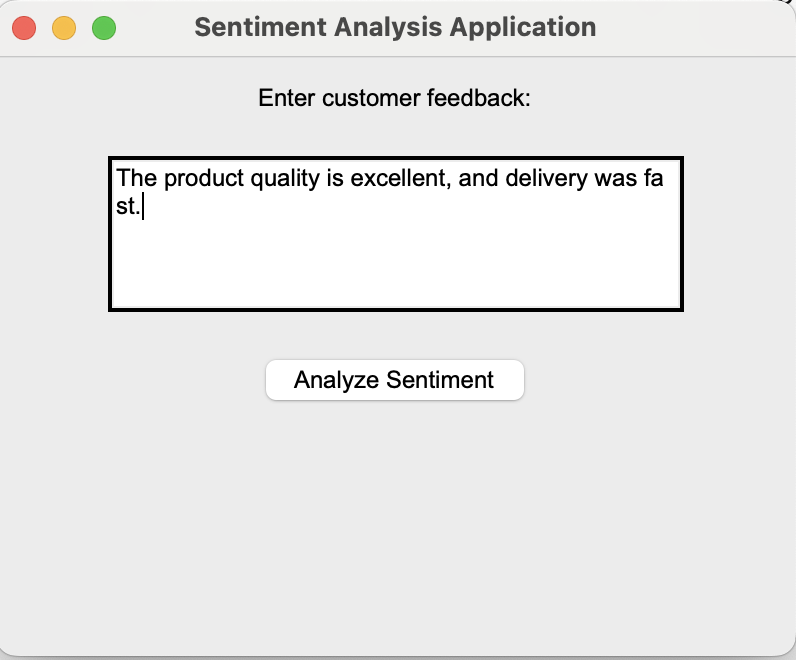 Sentiment Analysis Application
Enter customer feedback:
The product quality is excellent, and delivery was fa
st.
Analyze Sentiment